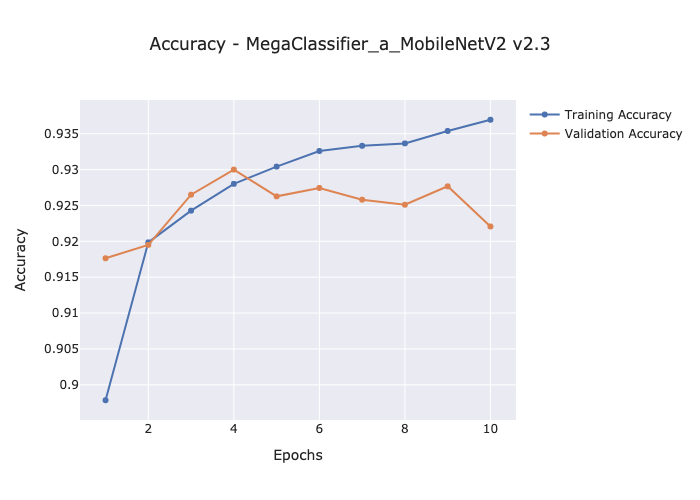 Accuracy - MegaClassifier_a_MobileNetV2 v2.3
Training Accuracy
Validation Accuracy
0.935
0.93
0.925
0.92
0.915
0.91
0.905
0.9
Accuracy
2 4 6 8 10
Epochs